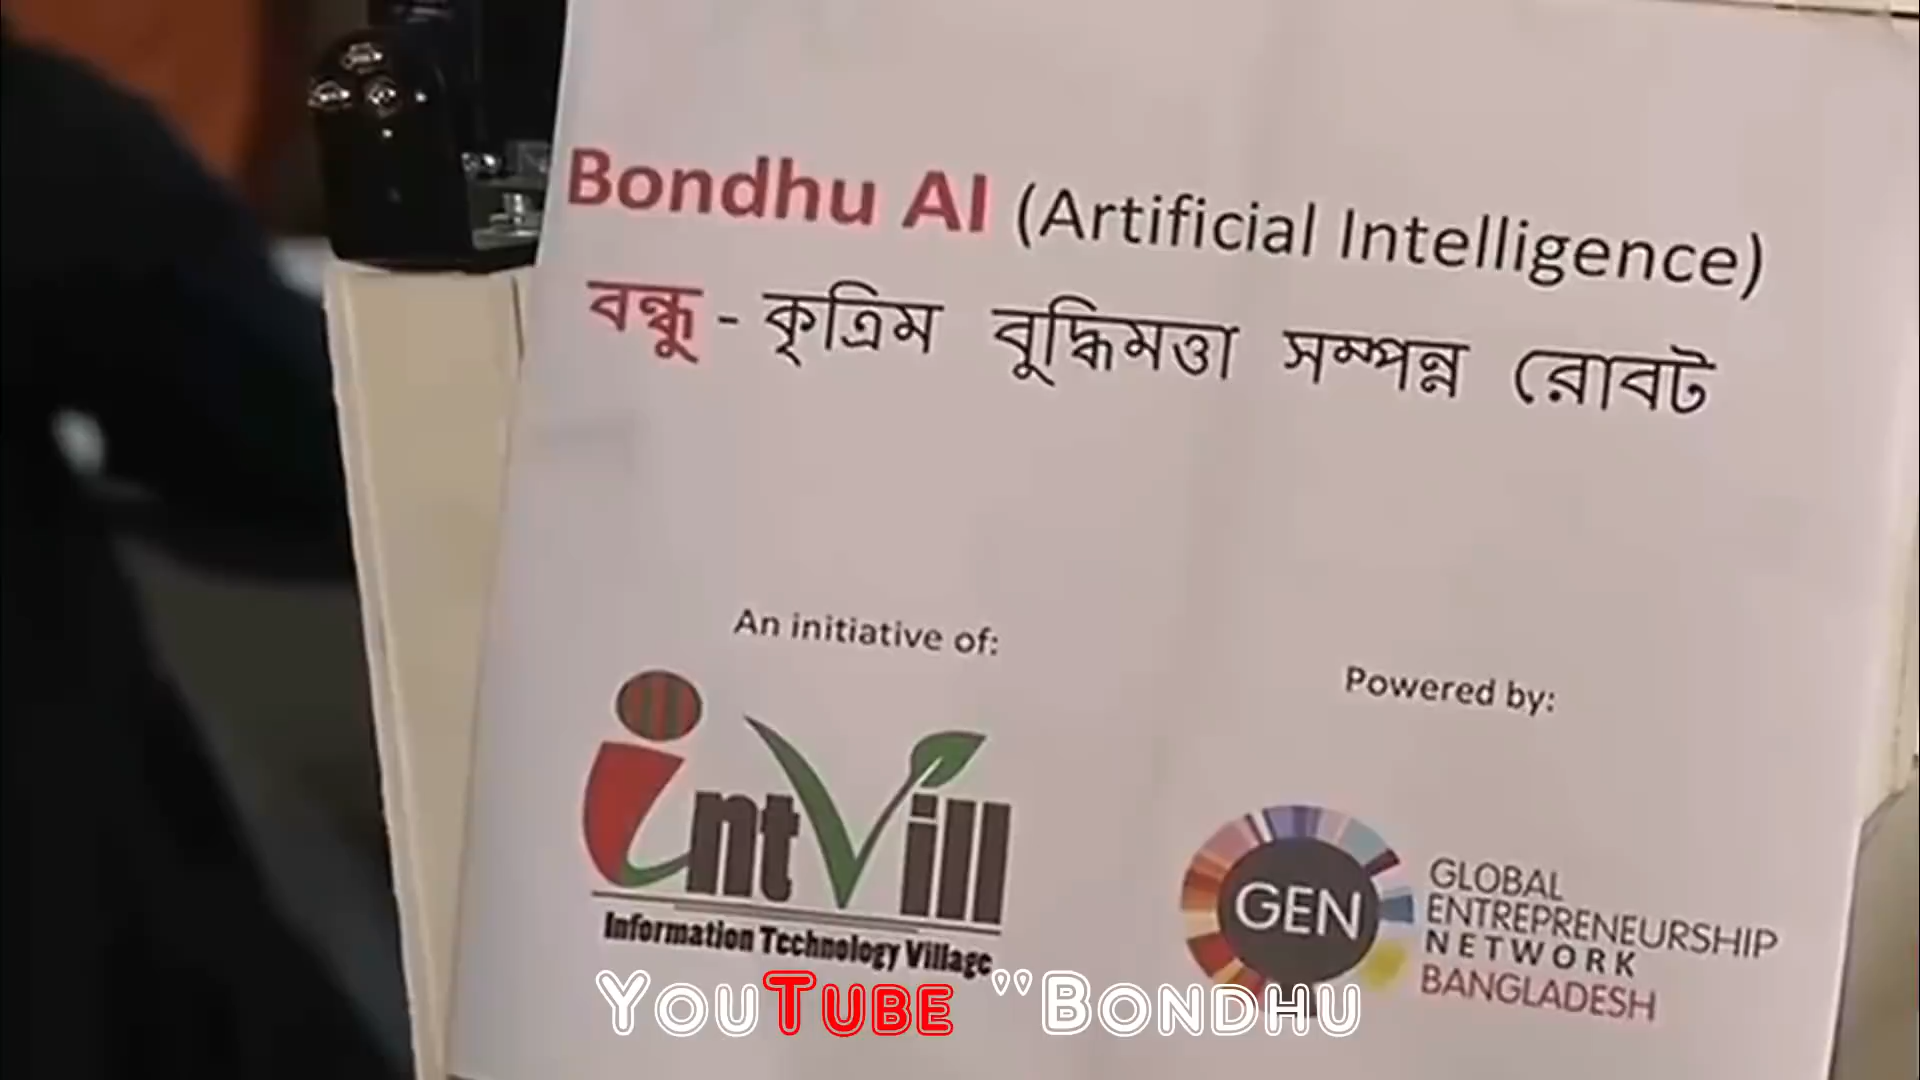 Bondhu AI (Artificial Intelligence)
বন্ধু - কৃত্রিম বুদ্ধিমত্তা সম্পন্ন রোবট
An initiative of:
intVill
Information Technology Village
Powered by:
GEN
GLOBAL
ENTREPRENEURSHIP
NETWORK
BANGLADESH
YOUTUBE "BONDHU